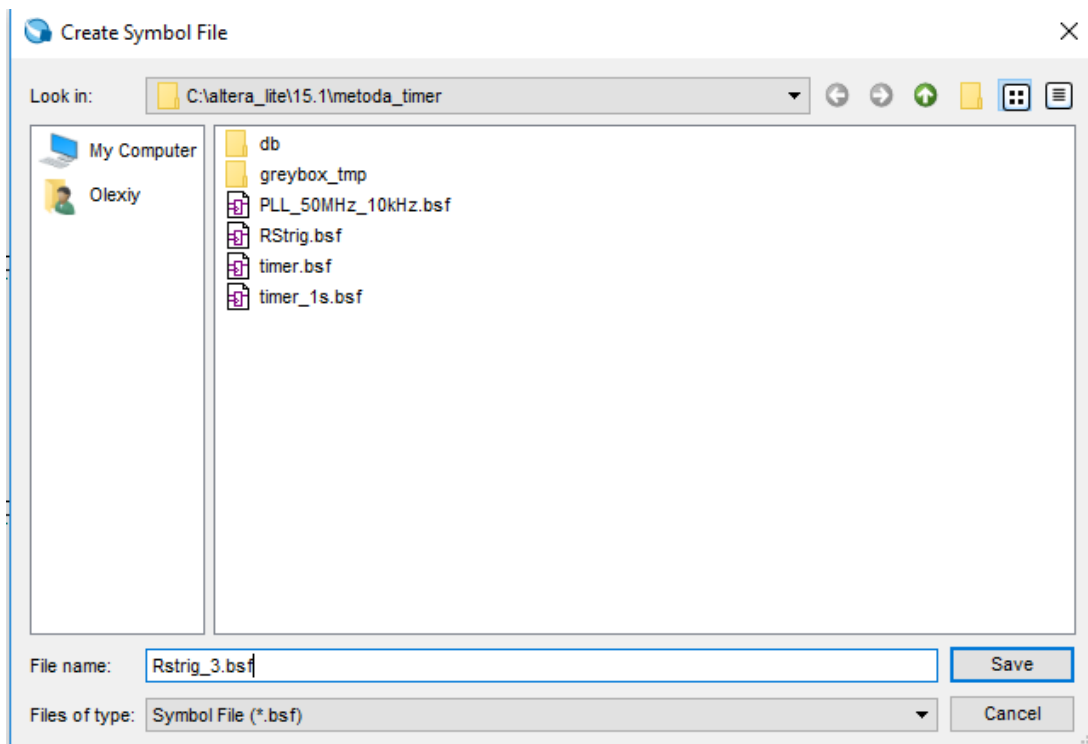 Create Symbol File
Look in: C:\altera_lite\15.1\metoda_timer
My Computer
Olexiy
db
greybox_tmp
PLL_50MHz_10kHz.bsf
RStrig.bsf
timer.bsf
timer_1s.bsf
File name: Rstrig_3.bsf Save
Files of type: Symbol File (*.bsf) Cancel